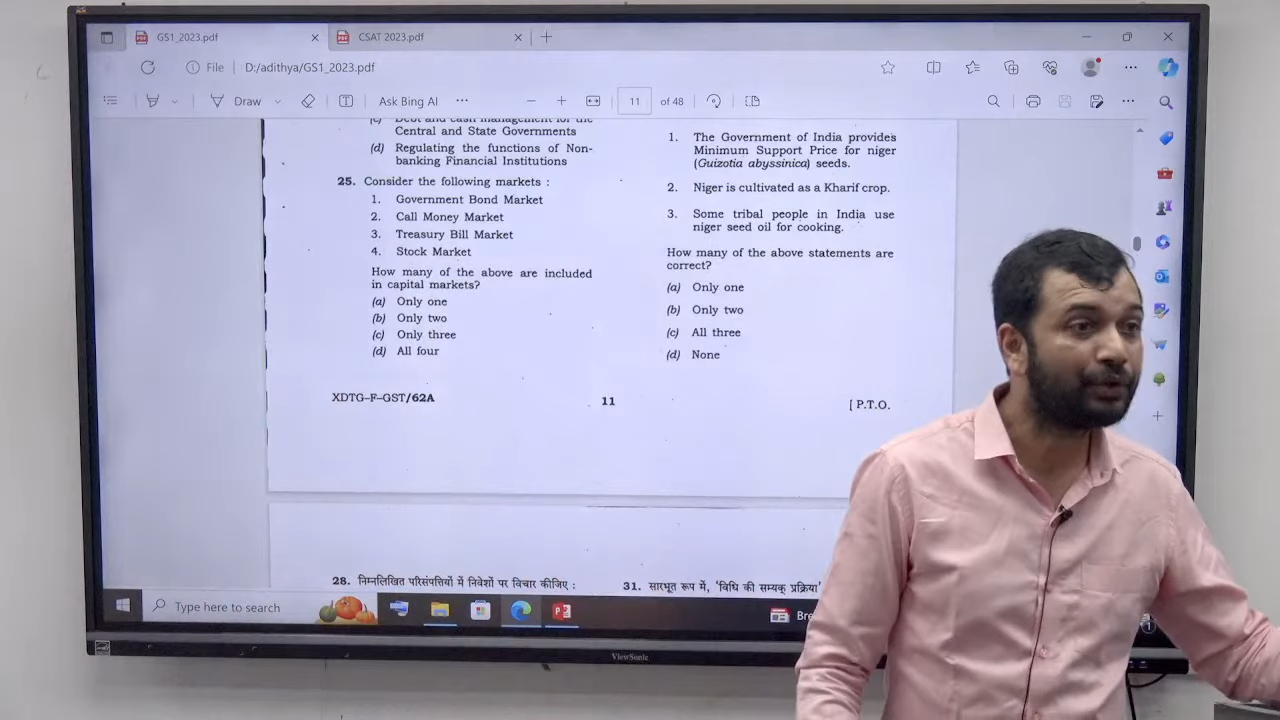 GS1_2023.pdf
CSAT 2023.pdf
File
D:/adithya/GS1_2023.pdf
Draw
Ask Bing AI
11 of 48
(c) Debt and cash management for the
Central and State Governments
(d) Regulating the functions of Non-
banking Financial Institutions
25. Consider the following markets :
1. Government Bond Market
2. Call Money Market
3. Treasury Bill Market
4. Stock Market
How many of the above are included
in capital markets?
(a) Only one
(b) Only two
(c) Only three
(d) All four
1. The Government of India provides
Minimum Support Price for niger
(Guizotia abyssinica) seeds.
2. Niger is cultivated as a Kharif crop.
3. Some tribal people in India use
niger seed oil for cooking.
How many of the above statements are
correct?
(a) Only one
(b) Only two
(c) All three
(d) None
XDTG-F-GST/62A
11
[ P.T.O.
28. निम्नलिखित परिसंपत्तियों में निवेशों पर विचार कीजिए :
31. सारभूत रूप में, 'विधि की सम्यक् प्रक्रिया'
Type here to search
ViewSonic